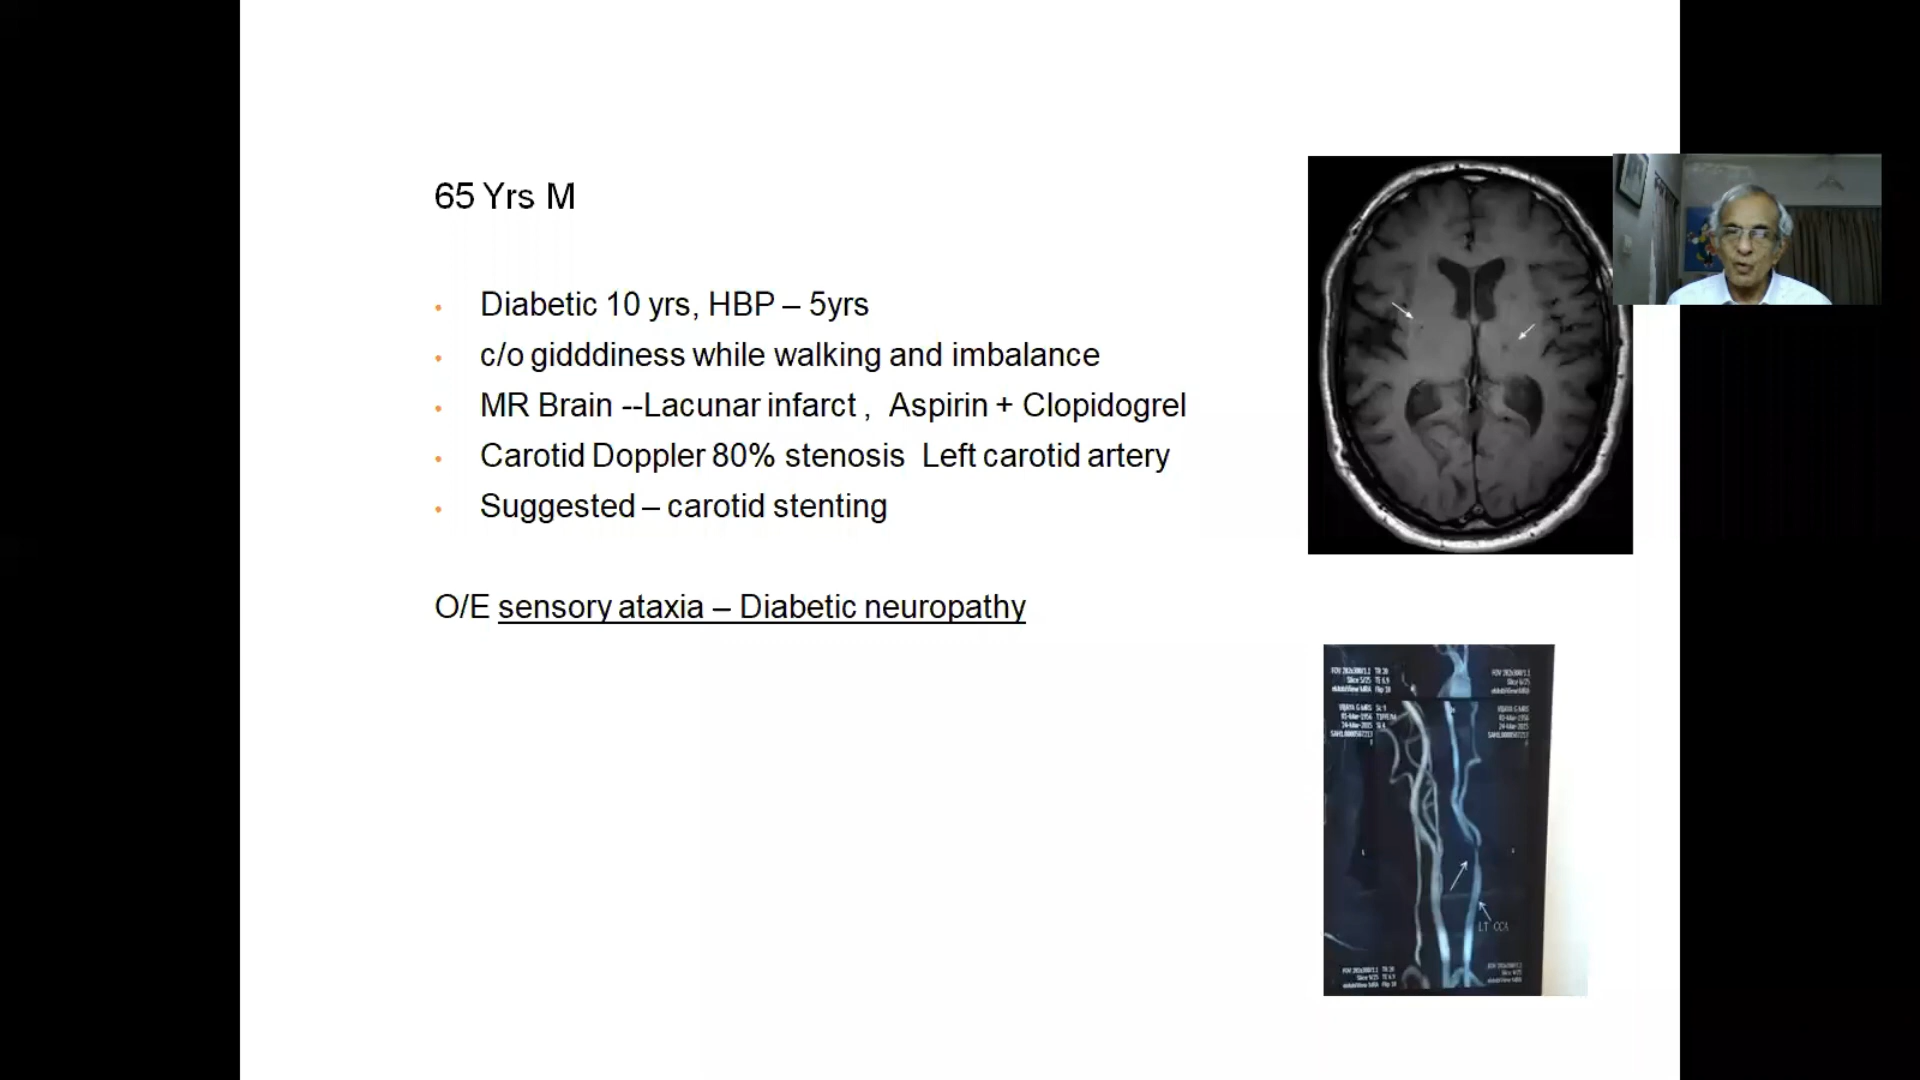 65 Yrs M
• Diabetic 10 yrs, HBP – 5yrs
• c/o gidddiness while walking and imbalance
• MR Brain --Lacunar infarct , Aspirin + Clopidogrel
• Carotid Doppler 80% stenosis Left carotid artery
• Suggested – carotid stenting
O/E sensory ataxia – Diabetic neuropathy
LT CCA